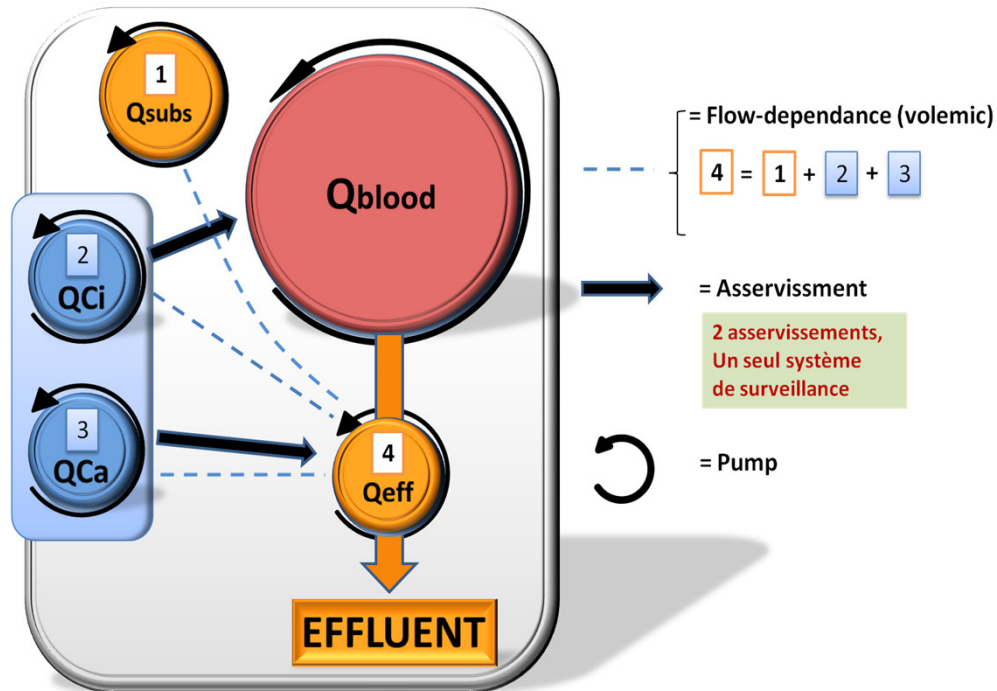 1
Qsubs
Qblood
2
QCi
3
QCa
4
Qeff
EFFLUENT
= Flow-dependance (volemic)
4 = 1 + 2 + 3
= Asservissment
2 asservissements,
Un seul système
de surveillance
= Pump